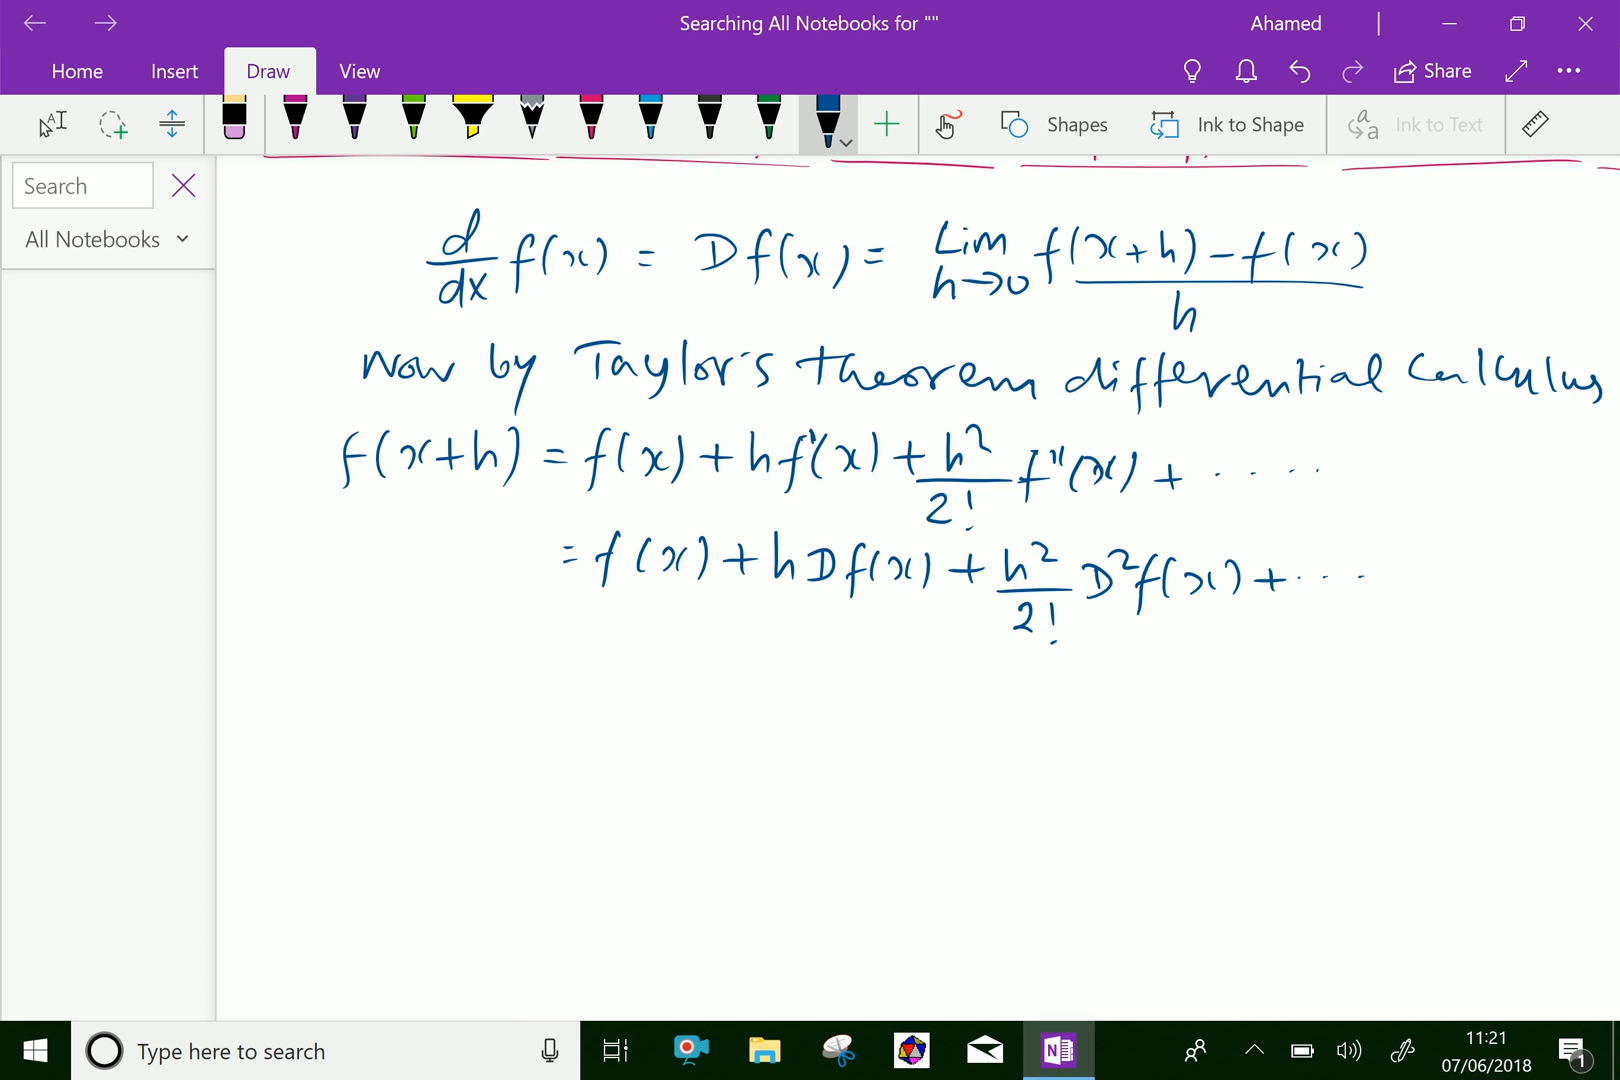 Searching All Notebooks for ""
Ahamed
Home Insert Draw View
Share
Shapes Ink to Shape Ink to Text
Search
All Notebooks
d/dx f(x) = Df(x) = Lim h→0 f(x+h)-f(x)/h
Now by Taylor's theorem differential calculus
f(x+h) = f(x) + hf'(x) + h²/2! f"(x) + ·····
= f(x) + hDf(x) + h²/2! D²f(x) + ····
Type here to search
11:21
07/06/2018
1